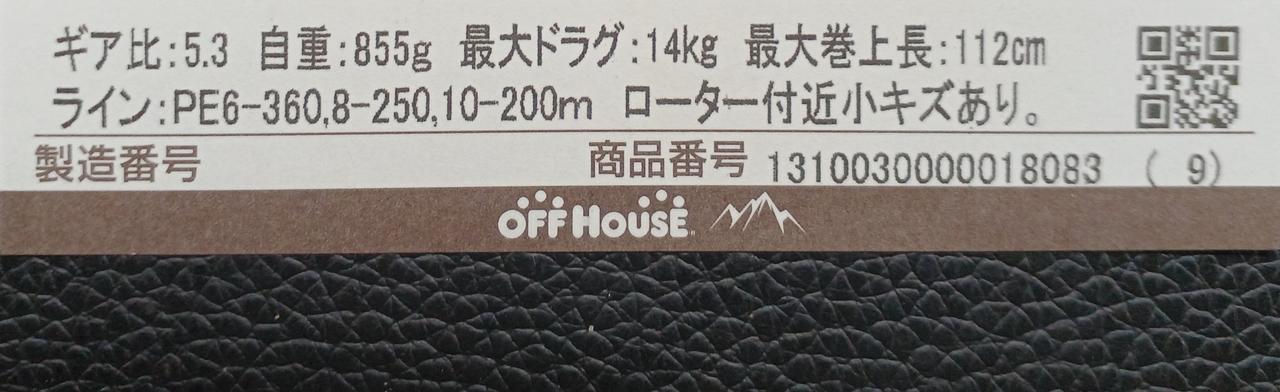 ギア比:5.3 自重:855g 最大ドラグ:14kg 最大巻上長:112cm
ライン:PE6-360,8-250,10-200m ローター付近小キズあり。
製造番号 商品番号 1310030000018083 ( 9)
OFF HOUSE